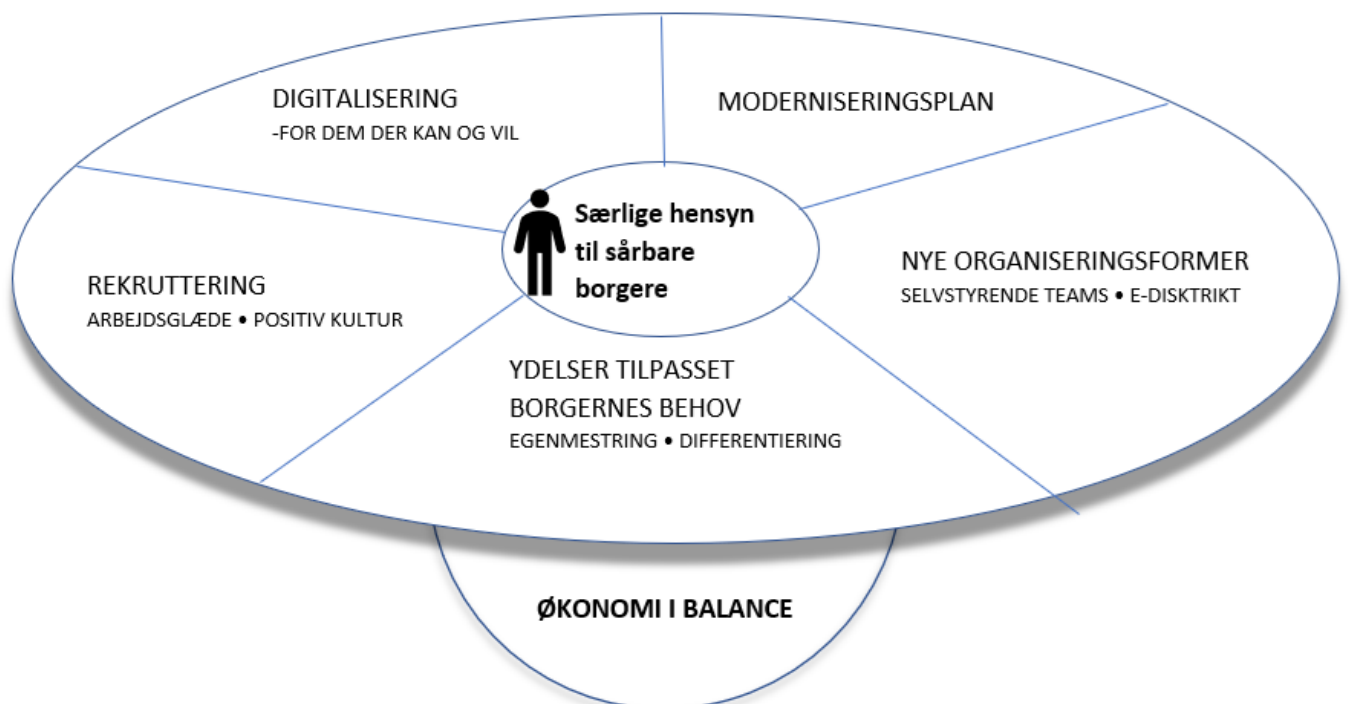 DIGITALISERING
-FOR DEM DER KAN OG VIL
MODERNISERINGSPLAN
Særlige hensyn
til sårbare
borgere
REKRUTTERING
ARBEJDSGLÆDE • POSITIV KULTUR
NYE ORGANISERINGSFORMER
SELVSTYRENDE TEAMS • E-DISKTRIKT
YDELSER TILPASSET
BORGERNES BEHOV
EGENMESTRING • DIFFERENTIERING
ØKONOMI I BALANCE